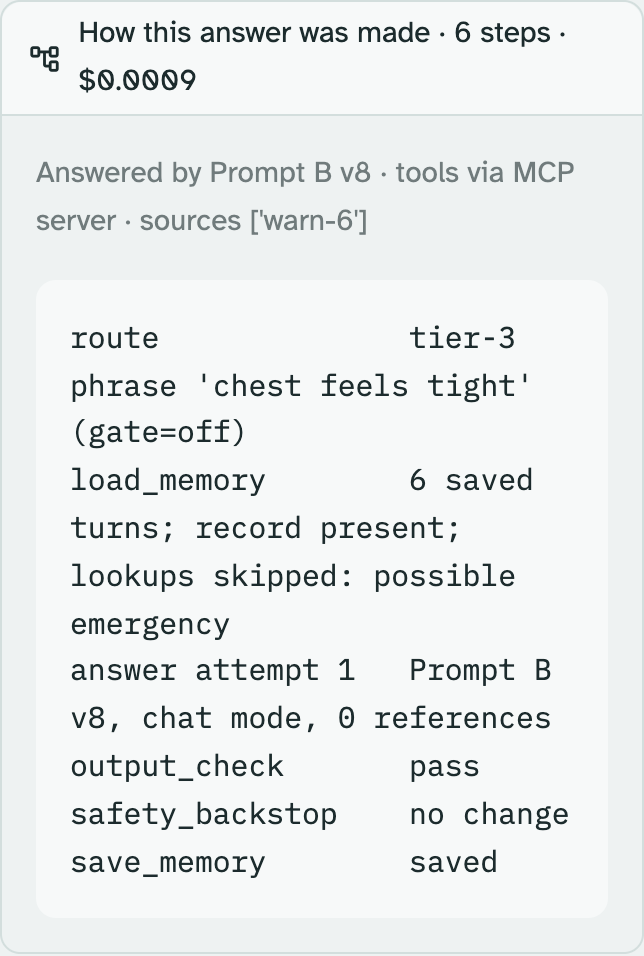 How this answer was made · 6 steps ·
$0.0009
Answered by Prompt B v8 · tools via MCP
server · sources ['warn-6']
route              tier-3
phrase 'chest feels tight'
(gate=off)
load_memory        6 saved
turns; record present;
lookups skipped: possible
emergency
answer attempt 1   Prompt B
v8, chat mode, 0 references
output_check       pass
safety_backstop    no change
save_memory        saved